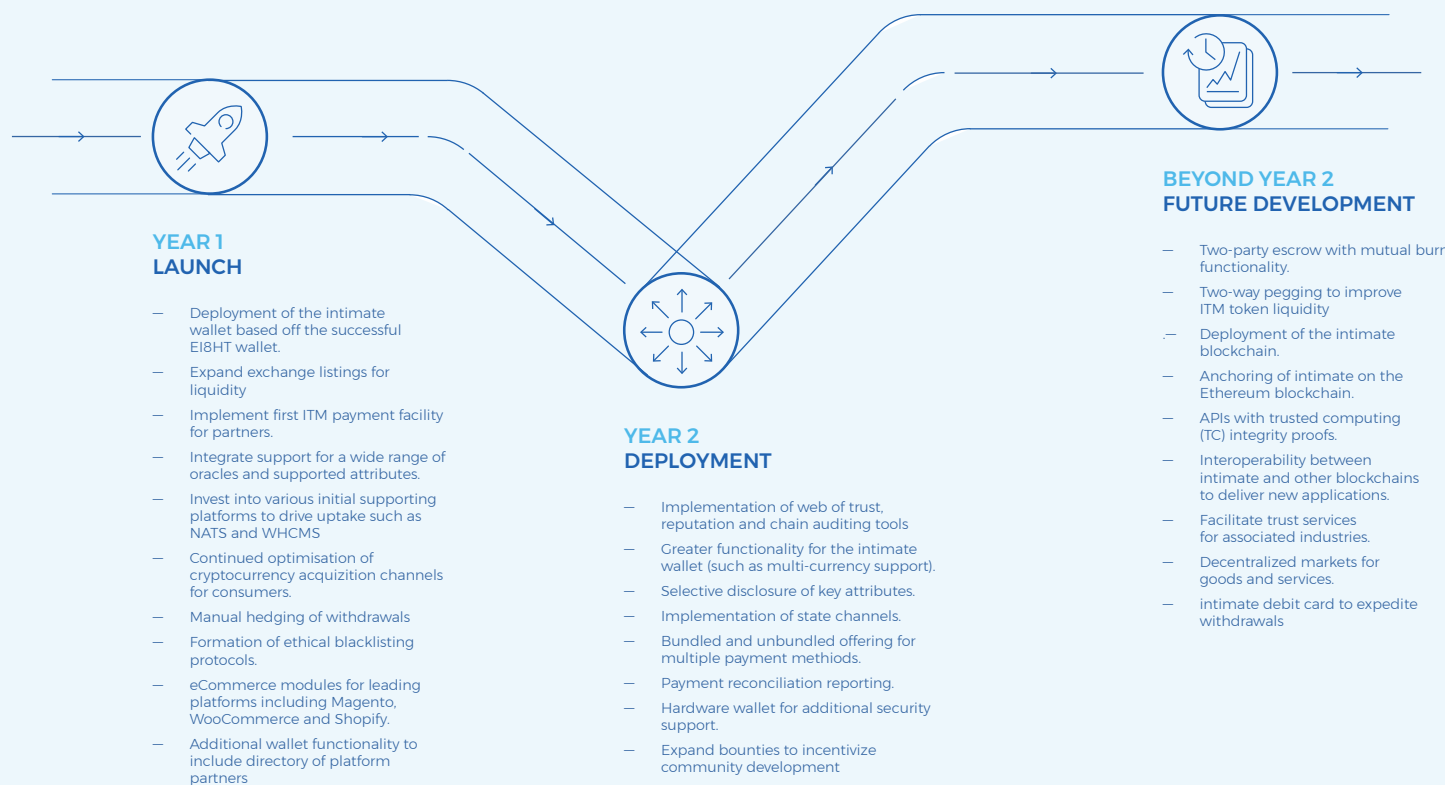 YEAR 1
LAUNCH
— Deployment of the intimate
wallet based off the successful
EI8HT wallet.
— Expand exchange listings for
liquidity
— Implement first ITM payment facility
for partners.
— Integrate support for a wide range of
oracles and supported attributes.
— Invest into various initial supporting
platforms to drive uptake such as
NATS and WHCMS
— Continued optimisation of
cryptocurrency acquizition channels
for consumers.
— Manual hedging of withdrawals
— Formation of ethical blacklisting
protocols.
— eCommerce modules for leading
platforms including Magento,
WooCommerce and Shopify.
— Additional wallet functionality to
include directory of platform
partners
YEAR 2
DEPLOYMENT
— Implementation of web of trust,
reputation and chain auditing tools
— Greater functionality for the intimate
wallet (such as multi-currency support).
— Selective disclosure of key attributes.
— Implementation of state channels.
— Bundled and unbundled offering for
multiple payment methiods.
— Payment reconciliation reporting.
— Hardware wallet for additional security
support.
— Expand bounties to incentivize
community development
BEYOND YEAR 2
FUTURE DEVELOPMENT
— Two-party escrow with mutual burn
functionality.
— Two-way pegging to improve
ITM token liquidity
.— Deployment of the intimate
blockchain.
— Anchoring of intimate on the
Ethereum blockchain.
— APIs with trusted computing
(TC) integrity proofs.
— Interoperability between
intimate and other blockchains
to deliver new applications.
— Facilitate trust services
for associated industries.
— Decentralized markets for
goods and services.
— intimate debit card to expedite
withdrawals